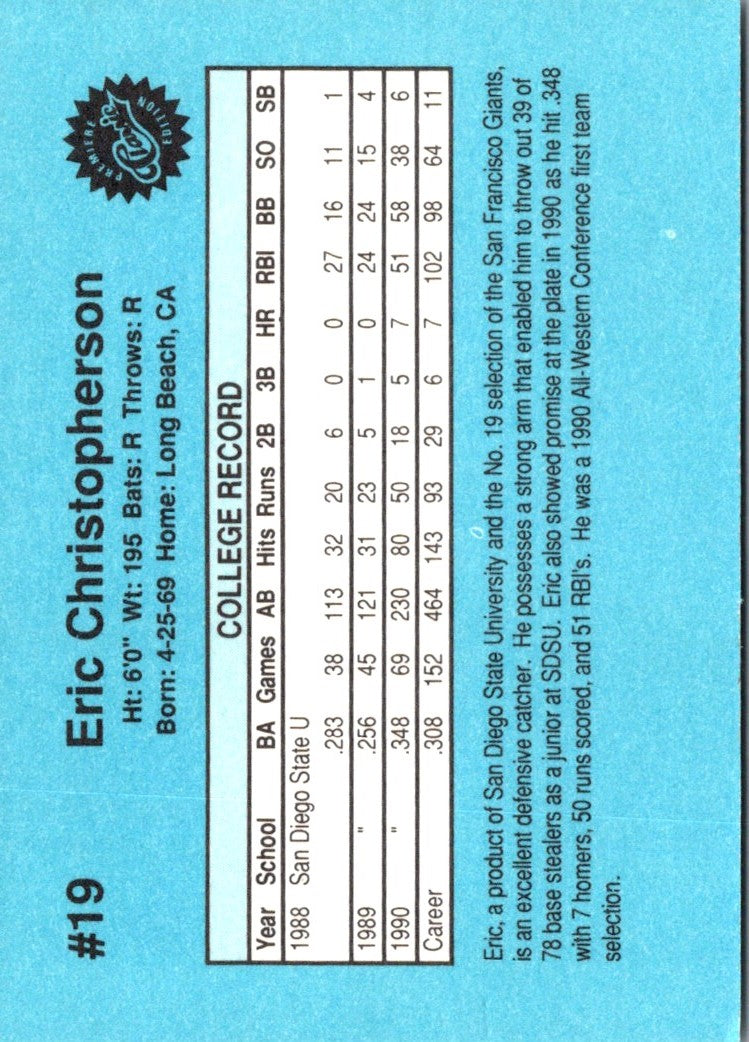 #19 Eric Christopherson
PREMIERE Classic EDITION
Ht: 6'0" Wt: 195 Bats: R Throws: R
Born: 4-25-69 Home: Long Beach, CA
COLLEGE RECORD
Year School BA Games AB Hits Runs 2B 3B HR RBI BB SO SB
1988 San Diego State U
.283 38 113 32 20 6 0 0 27 16 11 1
1989 " .256 45 121 31 23 5 1 0 24 24 15 4
1990 " .348 69 230 80 50 18 5 7 51 58 38 6
Career .308 152 464 143 93 29 6 7 102 98 64 11
Eric, a product of San Diego State University and the No. 19 selection of the San Francisco Giants,
is an excellent defensive catcher. He possesses a strong arm that enabled him to throw out 39 of
78 base stealers as a junior at SDSU. Eric also showed promise at the plate in 1990 as he hit .348
with 7 homers, 50 runs scored, and 51 RBI's. He was a 1990 All-Western Conference first team
selection.